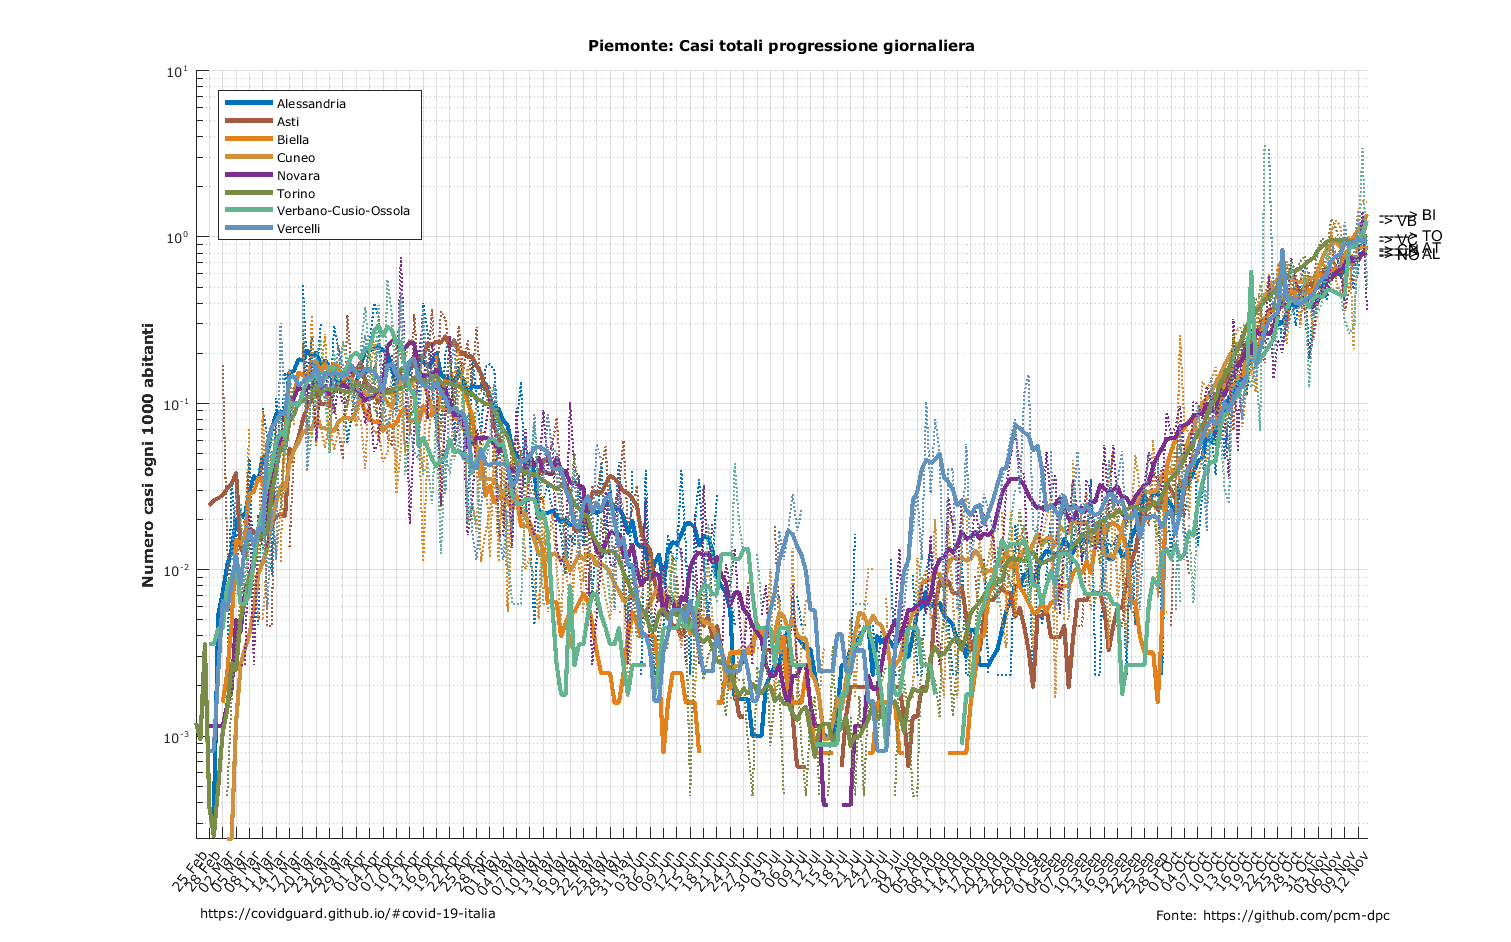 Piemonte: Casi totali progressione giornaliera
10^1
10^0
10^-1
10^-2
10^-3
Numero casi ogni 1000 abitanti
Alessandria
Asti
Biella
Cuneo
Novara
Torino
Verbano-Cusio-Ossola
Vercelli
-> BI
-> VB
-> TO
-> VC
AT
-> NO
AL
25 Feb
28 Feb
02 Mar
05 Mar
08 Mar
11 Mar
14 Mar
17 Mar
20 Mar
23 Mar
26 Mar
29 Mar
01 Apr
04 Apr
07 Apr
10 Apr
13 Apr
16 Apr
19 Apr
22 Apr
25 Apr
28 Apr
01 May
04 May
07 May
10 May
13 May
16 May
19 May
22 May
25 May
28 May
31 May
03 Jun
06 Jun
09 Jun
12 Jun
15 Jun
18 Jun
21 Jun
24 Jun
27 Jun
30 Jun
03 Jul
06 Jul
09 Jul
12 Jul
15 Jul
18 Jul
21 Jul
24 Jul
27 Jul
30 Jul
02 Aug
05 Aug
08 Aug
11 Aug
14 Aug
17 Aug
20 Aug
23 Aug
26 Aug
29 Aug
01 Sep
04 Sep
07 Sep
10 Sep
13 Sep
16 Sep
19 Sep
22 Sep
25 Sep
28 Sep
01 Oct
04 Oct
07 Oct
10 Oct
13 Oct
16 Oct
19 Oct
22 Oct
25 Oct
28 Oct
31 Oct
03 Nov
06 Nov
09 Nov
12 Nov
https://covidguard.github.io/#covid-19-italia
Fonte: https://github.com/pcm-dpc